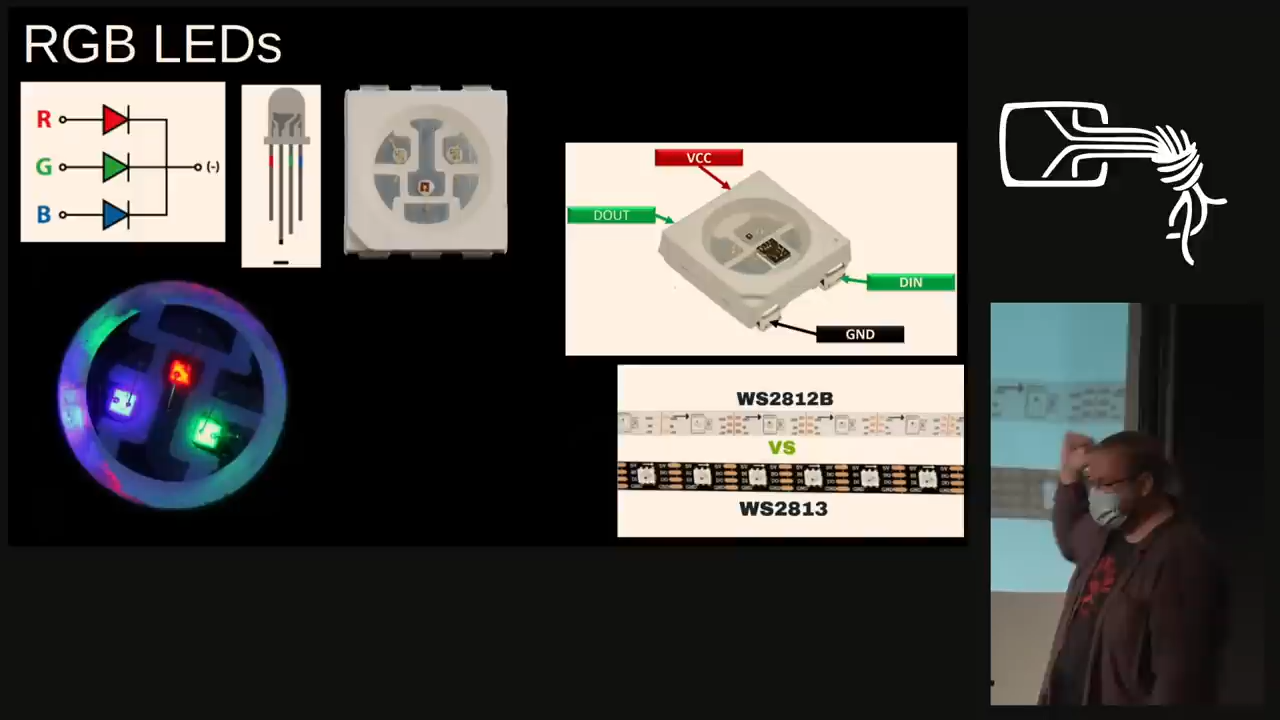 RGB LEDs
R
G
B
(-)
VCC
DOUT
DIN
GND
WS2812B
VS
WS2813